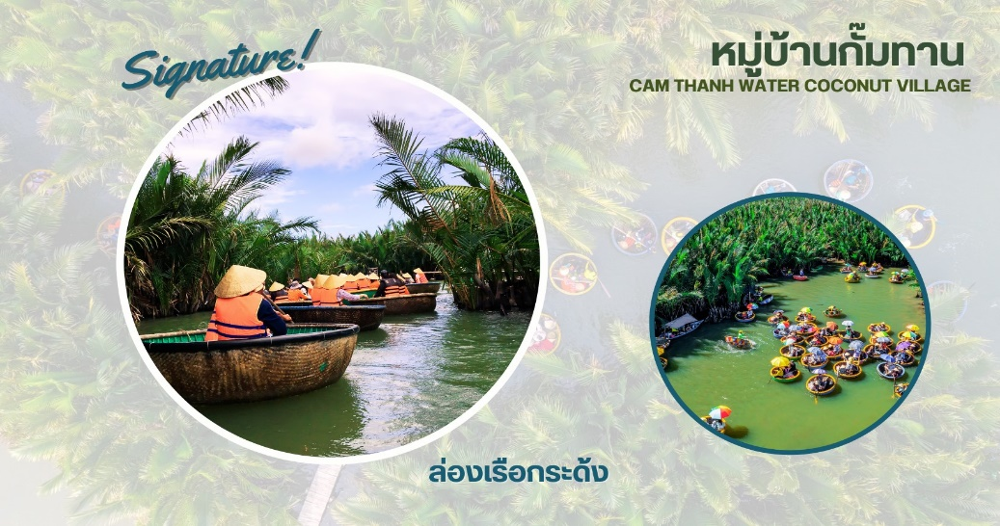 Signature!
หมู่บ้านกั๊มทาน
CAM THANH WATER COCONUT VILLAGE
ล่องเรือกระด้ง